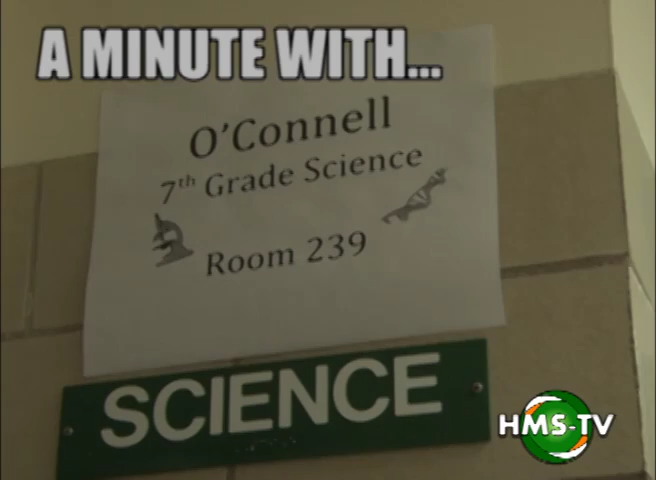 A MINUTE WITH...
O'Connell
7th Grade Science
Room 239
SCIENCE
HMS-TV